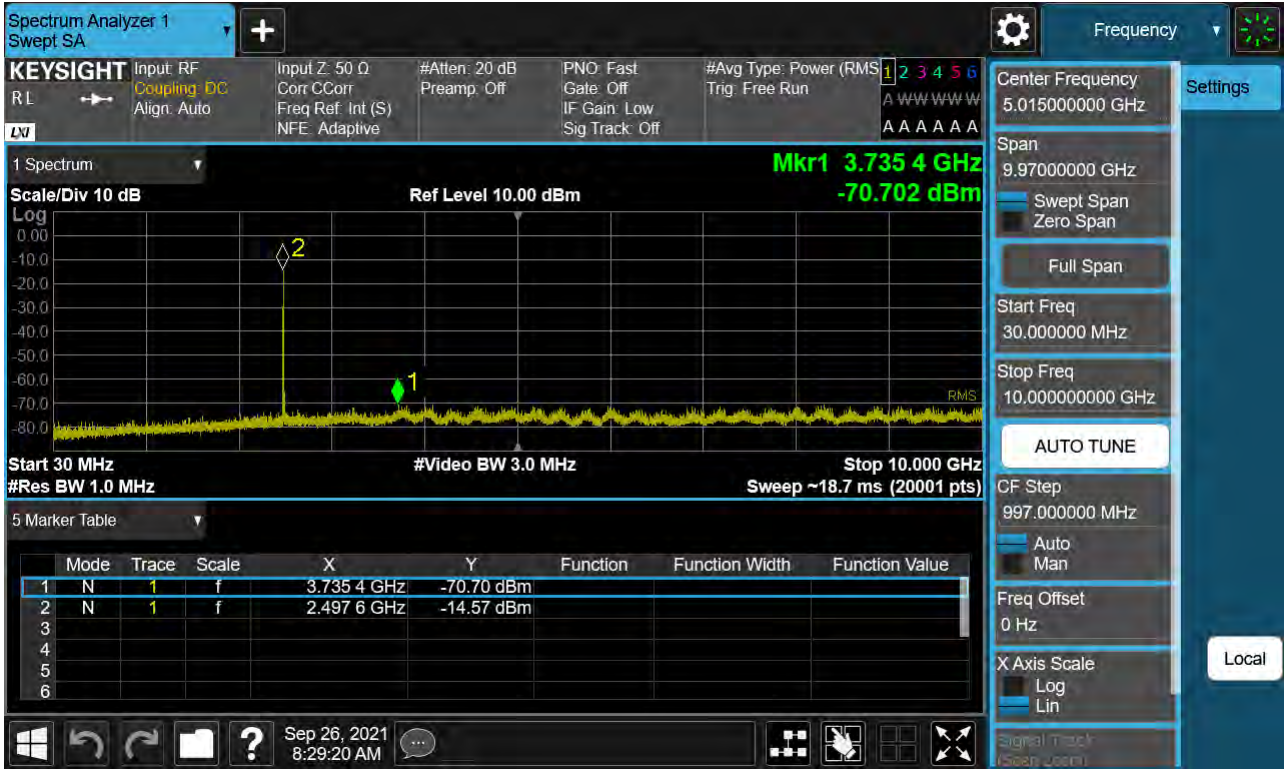 Spectrum Analyzer 1
Swept SA
+
Frequency
KEYSIGHT
RL
LXI
Input: RF
Coupling: DC
Align: Auto
Input Z: 50 Ω
Corr CCorr
Freq Ref: Int (S)
NFE: Adaptive
#Atten: 20 dB
Preamp: Off
PNO: Fast
Gate: Off
IF Gain: Low
Sig Track: Off
#Avg Type: Power (RMS
Trig: Free Run
1 2 3 4 5 6
A W W W W W
A A A A A A
1 Spectrum
Mkr1 3.735 4 GHz
Scale/Div 10 dB
Ref Level 10.00 dBm
-70.702 dBm
Log
0.00
-10.0
-20.0
-30.0
-40.0
-50.0
-60.0
-70.0
-80.0
2
1
RMS
Start 30 MHz
#Video BW 3.0 MHz
Stop 10.000 GHz
#Res BW 1.0 MHz
Sweep ~18.7 ms (20001 pts)
5 Marker Table
Mode Trace Scale X Y Function Function Width Function Value
1 N 1 f 3.735 4 GHz -70.70 dBm
2 N 1 f 2.497 6 GHz -14.57 dBm
3
4
5
6
Sep 26, 2021
8:29:20 AM
?
Center Frequency
5.015000000 GHz
Span
9.97000000 GHz
Swept Span
Zero Span
Full Span
Start Freq
30.000000 MHz
Stop Freq
10.000000000 GHz
AUTO TUNE
CF Step
997.000000 MHz
Auto
Man
Freq Offset
0 Hz
X Axis Scale
Log
Lin
Signal Track
(Span Zoom)
Settings
Local